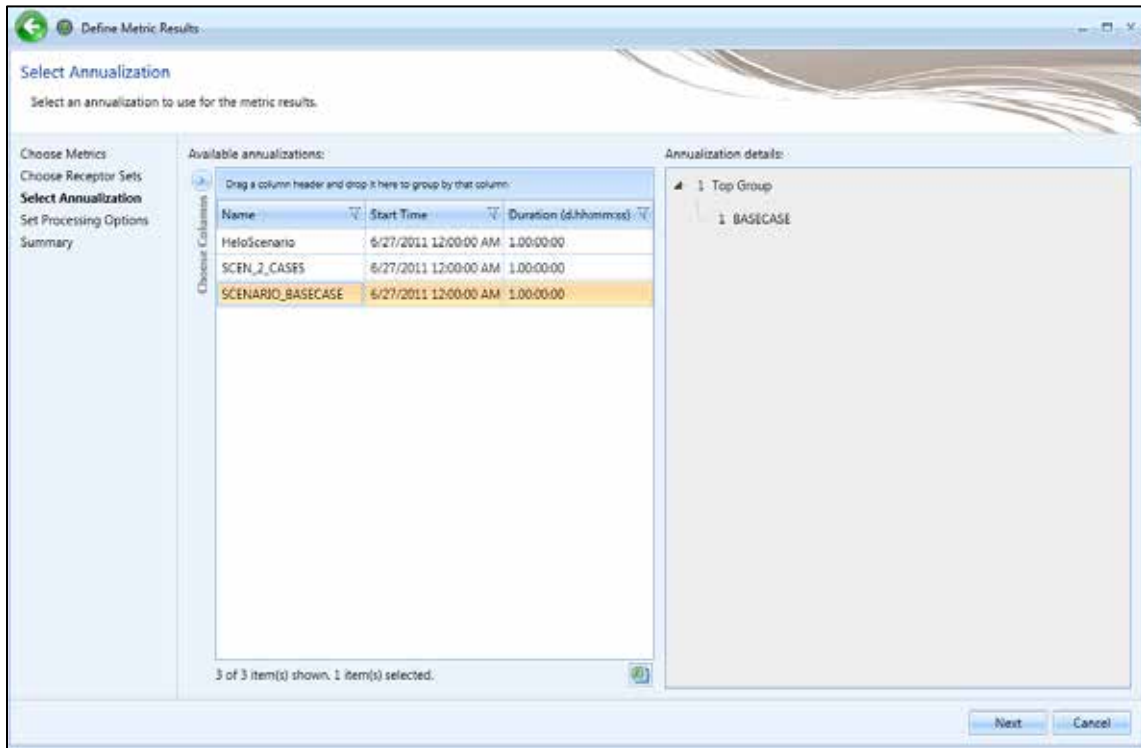 Define Metric Results
Select Annualization
Select an annualization to use for the metric results.
Choose Metrics
Choose Receptor Sets
Select Annualization
Set Processing Options
Summary
Available annualizations:
Choose Columns
Drag a column header and drop it here to group by that column
Name Start Time Duration (d.hh:mm:ss)
HeloScenario 6/27/2011 12:00:00 AM 1.00:00:00
SCEN_2_CASES 6/27/2011 12:00:00 AM 1.00:00:00
SCENARIO_BASECASE 6/27/2011 12:00:00 AM 1.00:00:00
3 of 3 item(s) shown. 1 item(s) selected.
Annualization details:
1 Top Group
1 BASECASE
Next Cancel